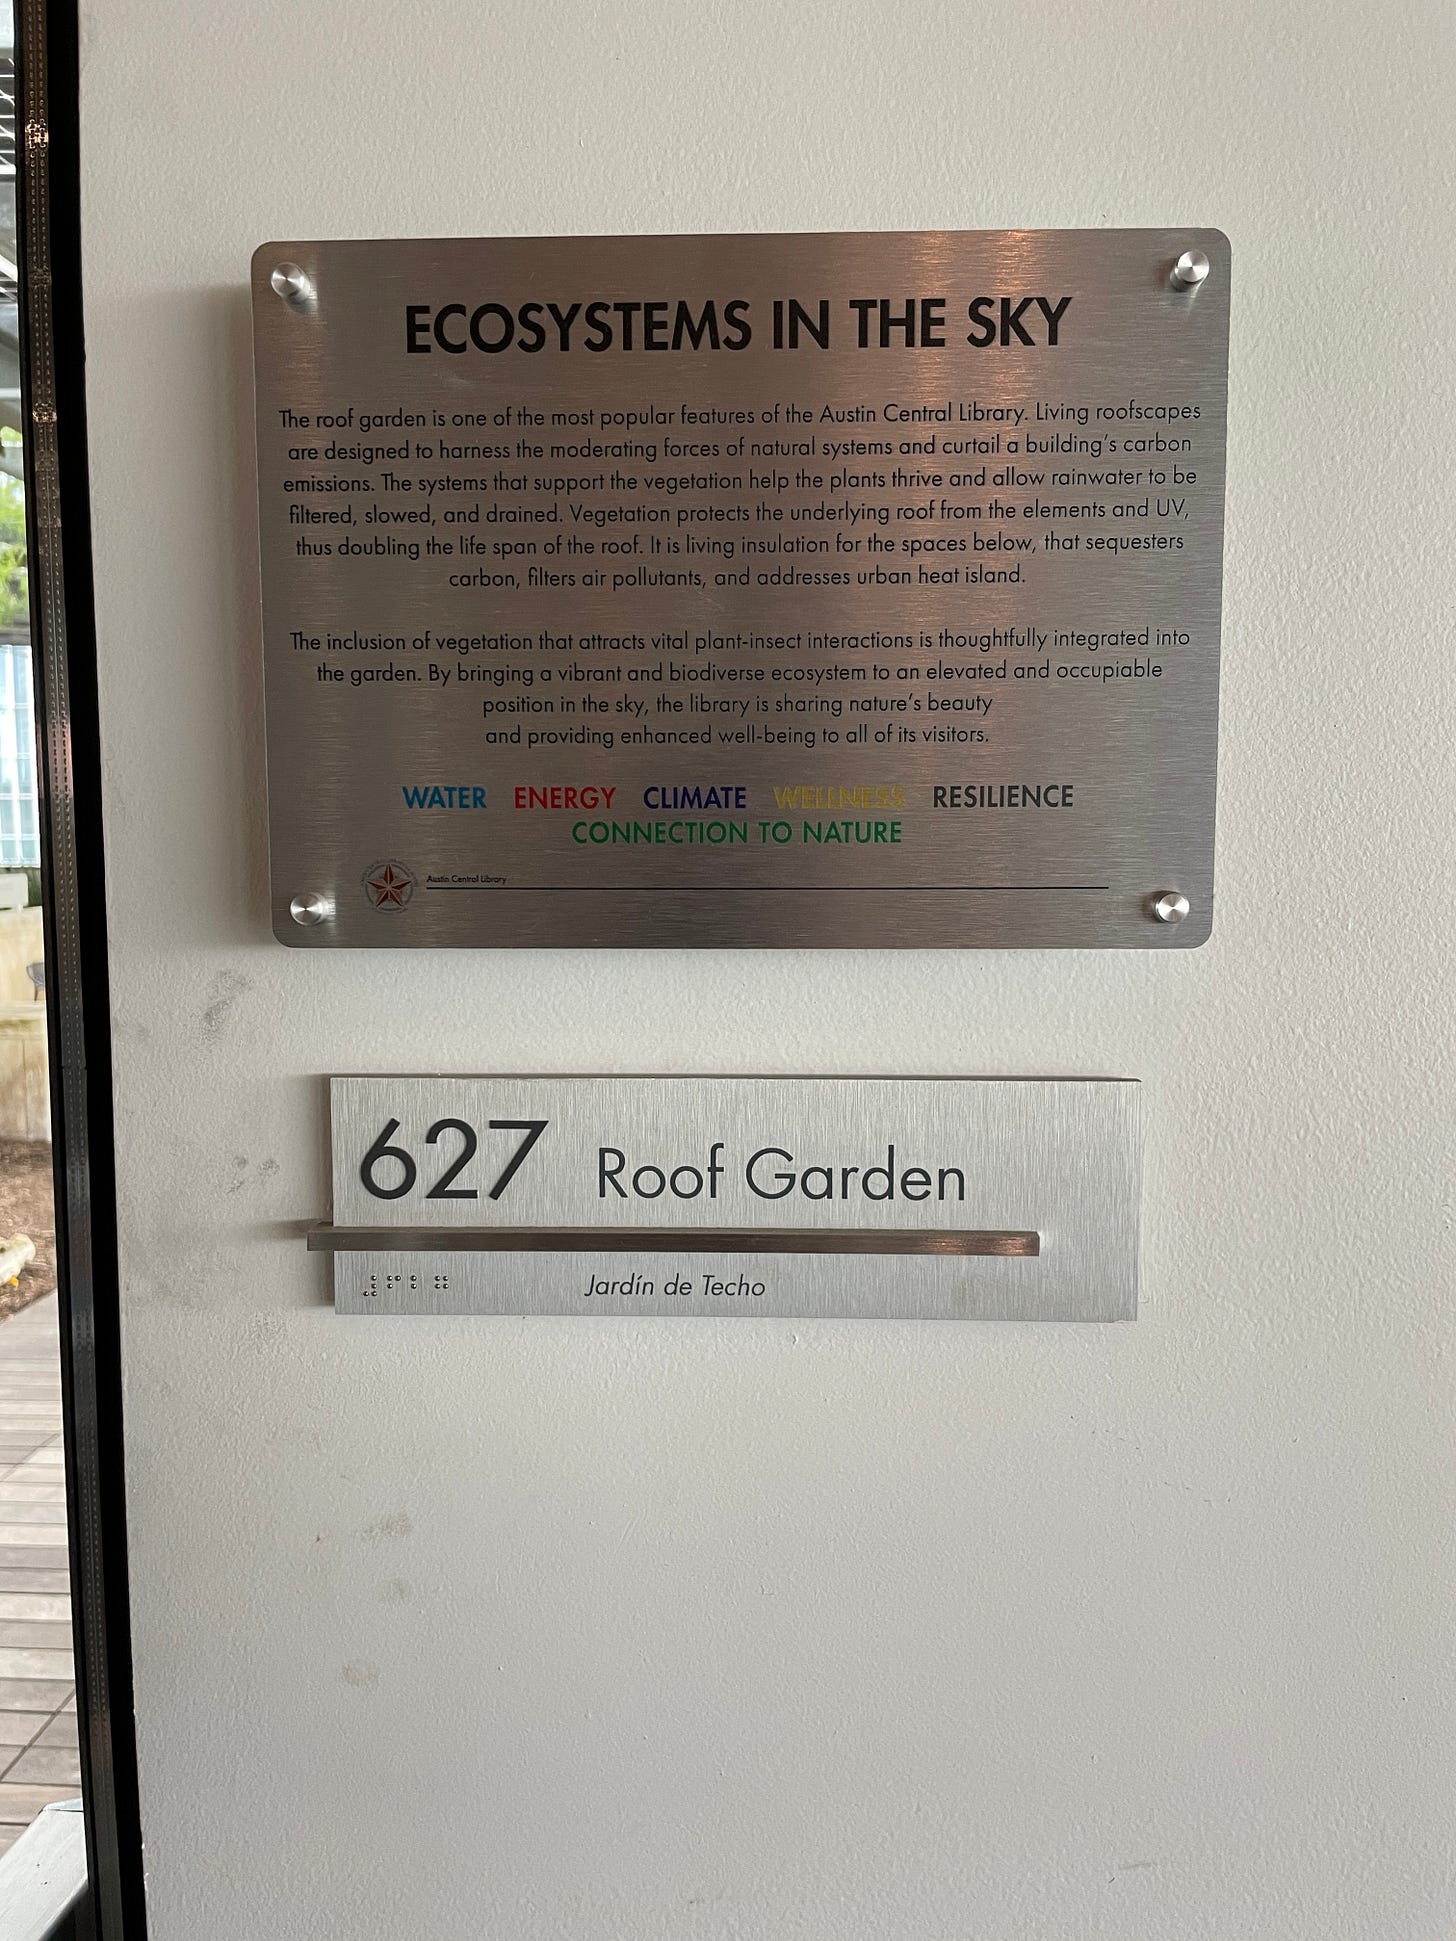 ECOSYSTEMS IN THE SKY
The roof garden is one of the most popular features of the Austin Central Library. Living roofscapes
are designed to harness the moderating forces of natural systems and curtail a building's carbon
emissions. The systems that support the vegetation help the plants thrive and allow rainwater to be
filtered, slowed, and drained. Vegetation protects the underlying roof from the elements and UV,
thus doubling the life span of the roof. It is living insulation for the spaces below, that sequesters
carbon, filters air pollutants, and addresses urban heat island.
The inclusion of vegetation that attracts vital plant-insect interactions is thoughtfully integrated into
the garden. By bringing a vibrant and biodiverse ecosystem to an elevated and occupiable
position in the sky, the library is sharing nature's beauty
and providing enhanced well-being to all of its visitors.
WATER ENERGY CLIMATE WELLNESS RESILIENCE
CONNECTION TO NATURE
Austin Central Library
627 Roof Garden
⠼⠋⠃⠛
Jardín de Techo